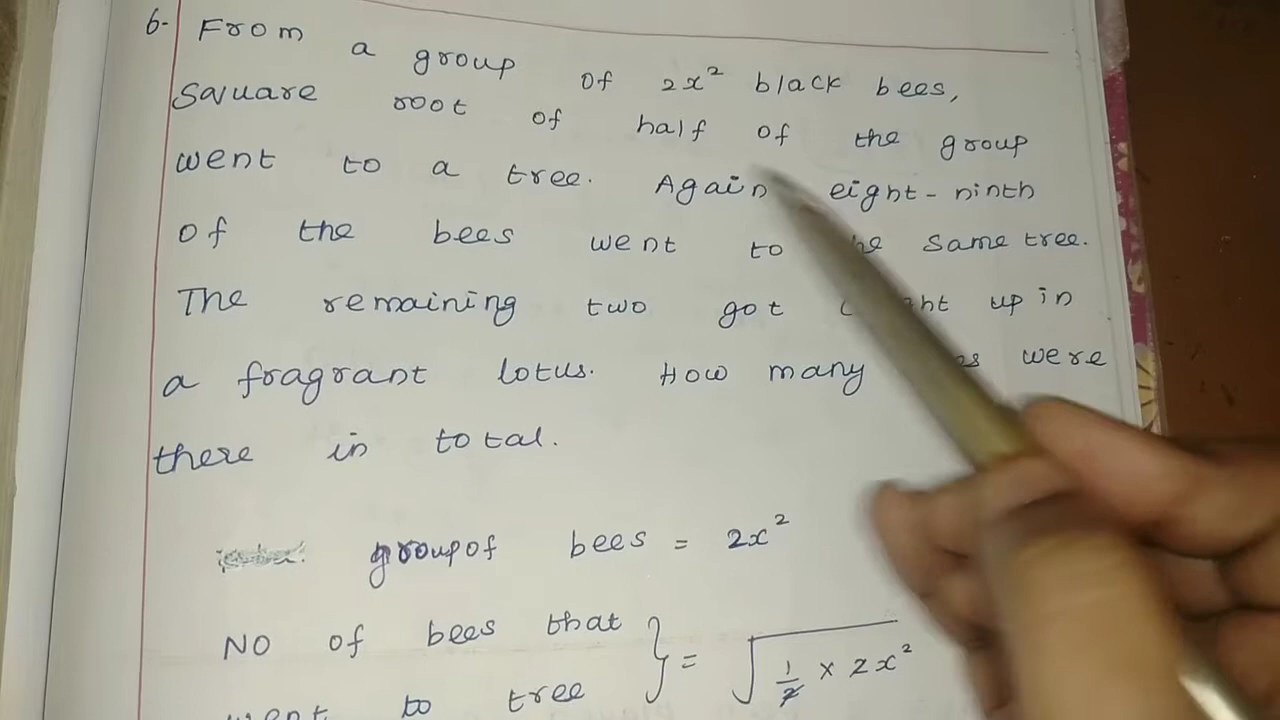 6- From a group of 2x² black bees,
Square root of half of the group
went to a tree. Again eight-ninth
of the bees went to same tree.
The remaining two got up in
a fragrant lotus. How many were
there in total.
group of bees = 2x²
NO of bees that
went to tree } = √(1/2 × 2x²)